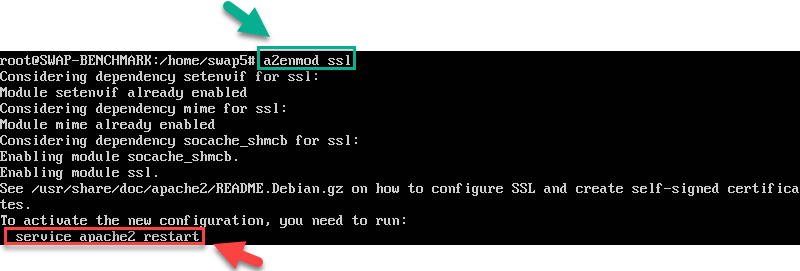 root@SWAP-BENCHMARK:/home/swap5# a2enmod ssl
Considering dependency setenvif for ssl:
Module setenvif already enabled
Considering dependency mime for ssl:
Module mime already enabled
Considering dependency socache_shmcb for ssl:
Enabling module socache_shmcb.
Enabling module ssl.
See /usr/share/doc/apache2/README.Debian.gz on how to configure SSL and create self-signed certifica
tes.
To activate the new configuration, you need to run:
service apache2 restart